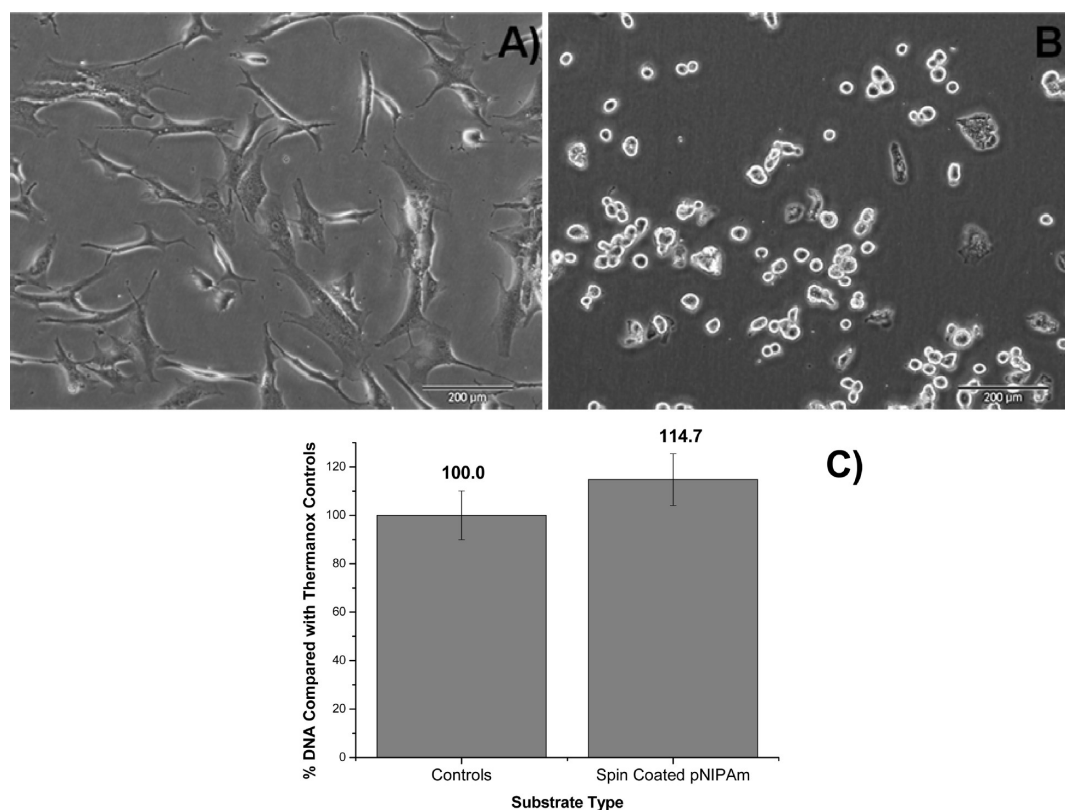 A)
B)
200 µm
200 µm
C)
% DNA Compared with Thermanox Controls
120
100
80
60
40
20
0
100.0
114.7
Controls
Spin Coated pNIPAm
Substrate Type